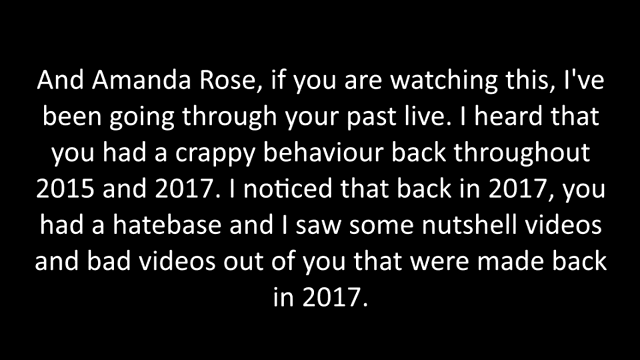 And Amanda Rose, if you are watching this, I've
been going through your past live. I heard that
you had a crappy behaviour back throughout
2015 and 2017. I noticed that back in 2017, you
had a hatebase and I saw some nutshell videos
and bad videos out of you that were made back
in 2017.